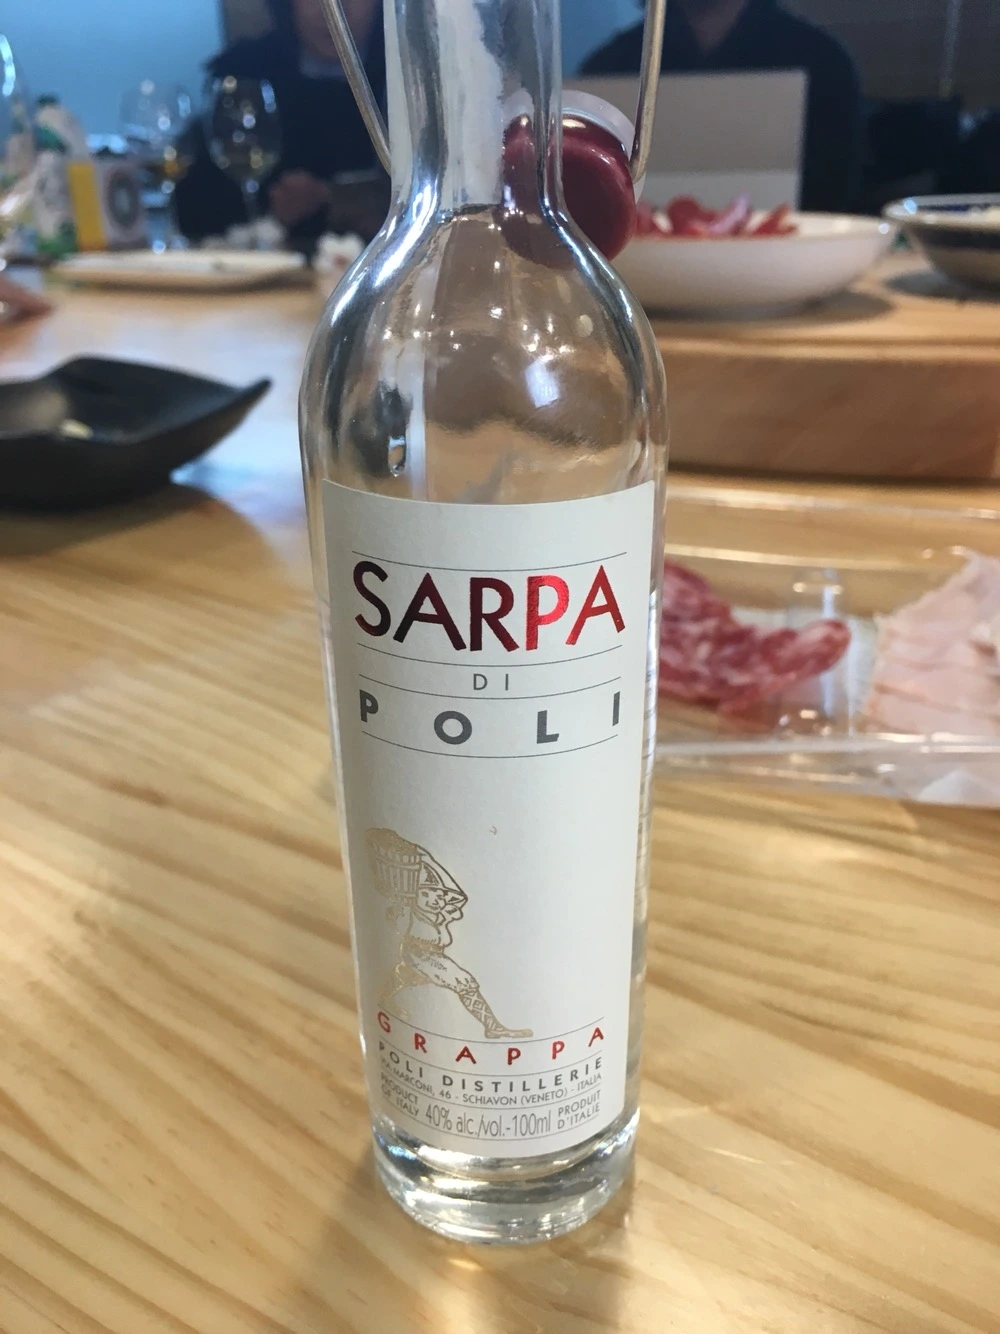 SARPA
DI
POLI
GRAPPA
POLI DISTILLERIE
VIA MARCONI, 46 - SCHIAVON (VENETO) - ITALIA
PRODUCT OF ITALY 40% alc./vol.-100ml PRODUIT D'ITALIE